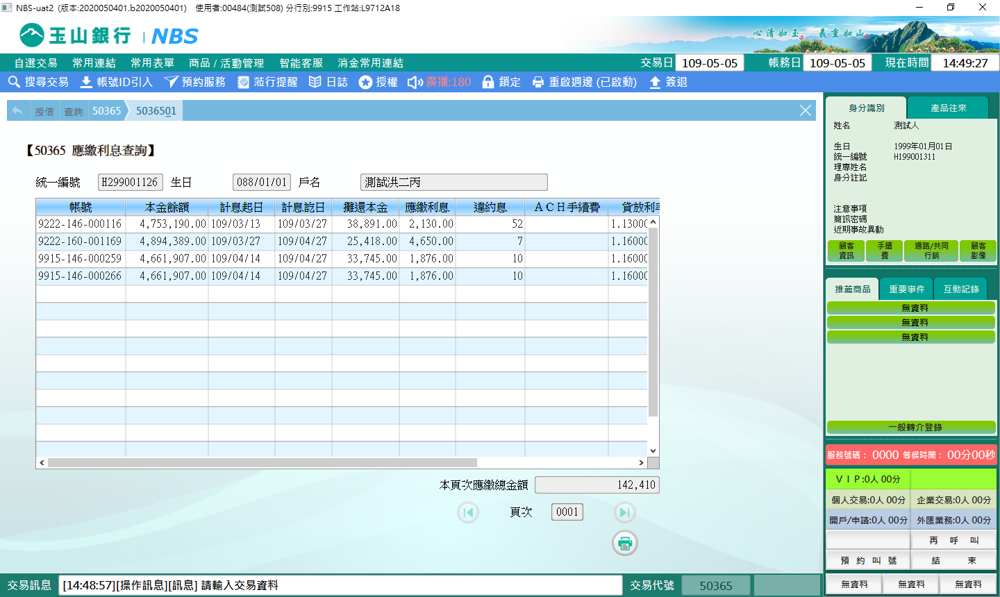 NBS-uat2 (版本:2020050401.b2020050401) 使用者:00484(測試508) 分行別:9915 工作站:L9712A18
玉山銀行 | NBS
心清如玉。義重如山。
自選交易 常用連結 常用表單 商品 / 活動管理 智能客服 消金常用連結 交易日 109-05-05 帳務日 109-05-05 現在時間 14:49:27
搜尋交易 帳號ID引入 預約服務 蒞行提醒 日誌 授權 廣播:180 鎖定 重啟週邊 (已啟動) 簽退
授信 查詢 50365 5036501
【50365 應繳利息查詢】
統一編號 H299001126 生日 088/01/01 戶名 測試洪二丙
帳號 本金餘額 計息起日 計息訖日 攤還本金 應繳利息 違約息 ACH手續費 貸放利率
9222-146-000116 4,753,190.00 109/03/13 109/03/27 38,891.00 2,130.00 52 1.13000
9222-160-001169 4,894,389.00 109/03/27 109/04/27 25,418.00 4,650.00 7 1.16000
9915-146-000259 4,661,907.00 109/04/14 109/04/27 33,745.00 1,876.00 10 1.16000
9915-146-000266 4,661,907.00 109/04/14 109/04/27 33,745.00 1,876.00 10 1.16000
本頁次應繳總金額 142,410
頁次 0001
交易訊息 [14:48:57][操作訊息][訊息] 請輸入交易資料 交易代號 50365
身分識別 產品往來
姓名 測試人
生日 1999年01月01日
統一編號 H199001311
理專姓名
身分註記
注意事項
簡訊密碼
近期事故異動
顧客資訊 手續費 通路/共同行銷 顧客影像
推薦商品 重要事件 互動記錄
無資料
無資料
無資料
一般轉介登錄
服務號碼： 0000 等候時間： 00分00秒
ＶＩＰ:0人 00分
個人交易:0人 00分 企業交易:0人 00分
開戶/申請:0人 00分 外匯業務:0人 00分
再 呼 叫
預 約 叫 號 結 束
無資料 無資料 無資料